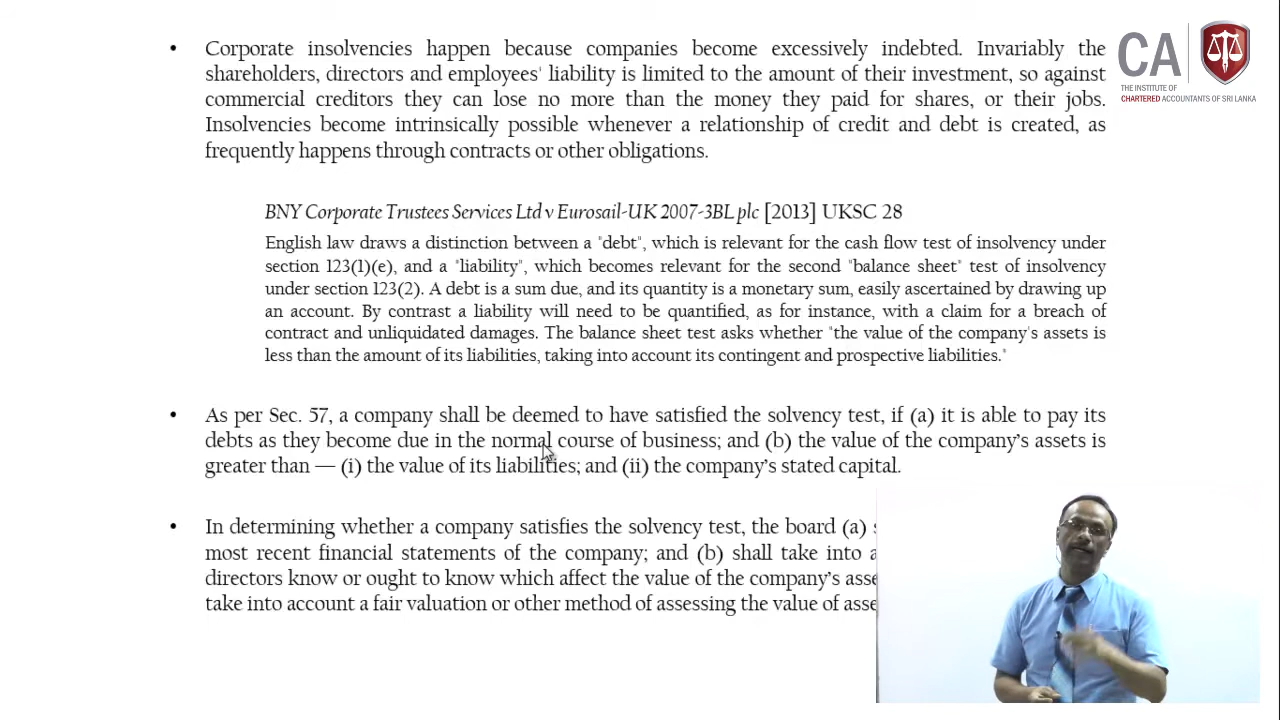 • Corporate insolvencies happen because companies become excessively indebted. Invariably the
shareholders, directors and employees' liability is limited to the amount of their investment, so against
commercial creditors they can lose no more than the money they paid for shares, or their jobs.
Insolvencies become intrinsically possible whenever a relationship of credit and debt is created, as
frequently happens through contracts or other obligations.
CA
THE INSTITUTE OF
CHARTERED ACCOUNTANTS OF SRI LANKA
BNY Corporate Trustees Services Ltd v Eurosail-UK 2007-3BL plc [2013] UKSC 28
English law draws a distinction between a "debt", which is relevant for the cash flow test of insolvency under
section 123(1)(e), and a "liability", which becomes relevant for the second "balance sheet" test of insolvency
under section 123(2). A debt is a sum due, and its quantity is a monetary sum, easily ascertained by drawing up
an account. By contrast a liability will need to be quantified, as for instance, with a claim for a breach of
contract and unliquidated damages. The balance sheet test asks whether "the value of the company's assets is
less than the amount of its liabilities, taking into account its contingent and prospective liabilities."
• As per Sec. 57, a company shall be deemed to have satisfied the solvency test, if (a) it is able to pay its
debts as they become due in the normal course of business; and (b) the value of the company's assets is
greater than — (i) the value of its liabilities; and (ii) the company's stated capital.
• In determining whether a company satisfies the solvency test, the board (a)
most recent financial statements of the company; and (b) shall take into
directors know or ought to know which affect the value of the company's
take into account a fair valuation or other method of assessing the value of